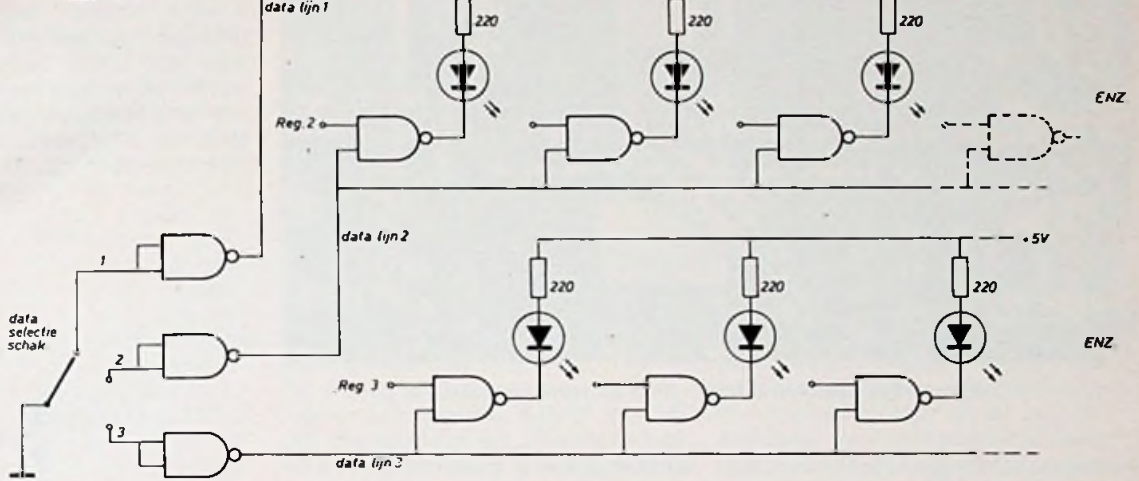 data lijn 1
220
220
220
Reg. 2
ENZ
data lijn 2
+5V
1
220
220
220
data
selectie
schak.
2
ENZ
Reg 3
3
data lijn 3